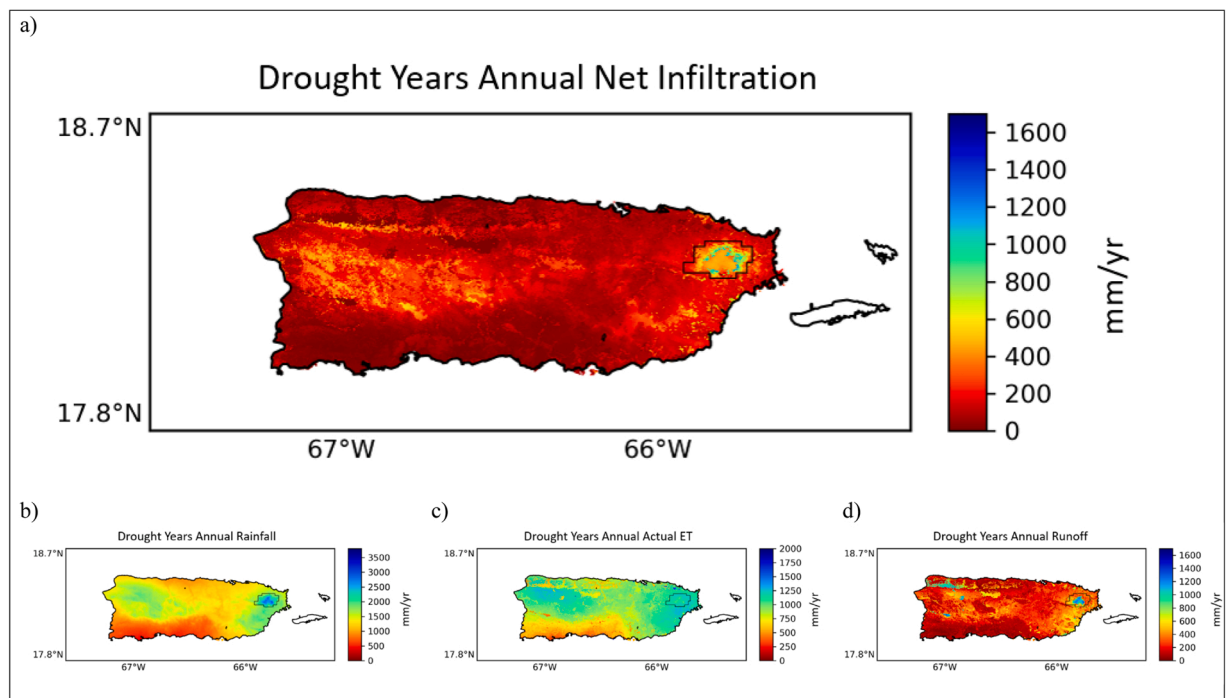 a)
Drought Years Annual Net Infiltration
18.7°N
17.8°N
67°W
66°W
1600
1400
1200
1000
800
600
400
200
0
mm/yr
b)
Drought Years Annual Rainfall
18.7°N
17.8°N
67°W
66°W
3500
3000
2500
2000
1500
1000
500
0
mm/yr
c)
Drought Years Annual Actual ET
18.7°N
17.8°N
67°W
66°W
2000
1750
1500
1250
1000
750
500
250
0
mm/yr
d)
Drought Years Annual Runoff
18.7°N
17.8°N
67°W
66°W
1600
1400
1200
1000
800
600
400
200
0
mm/yr